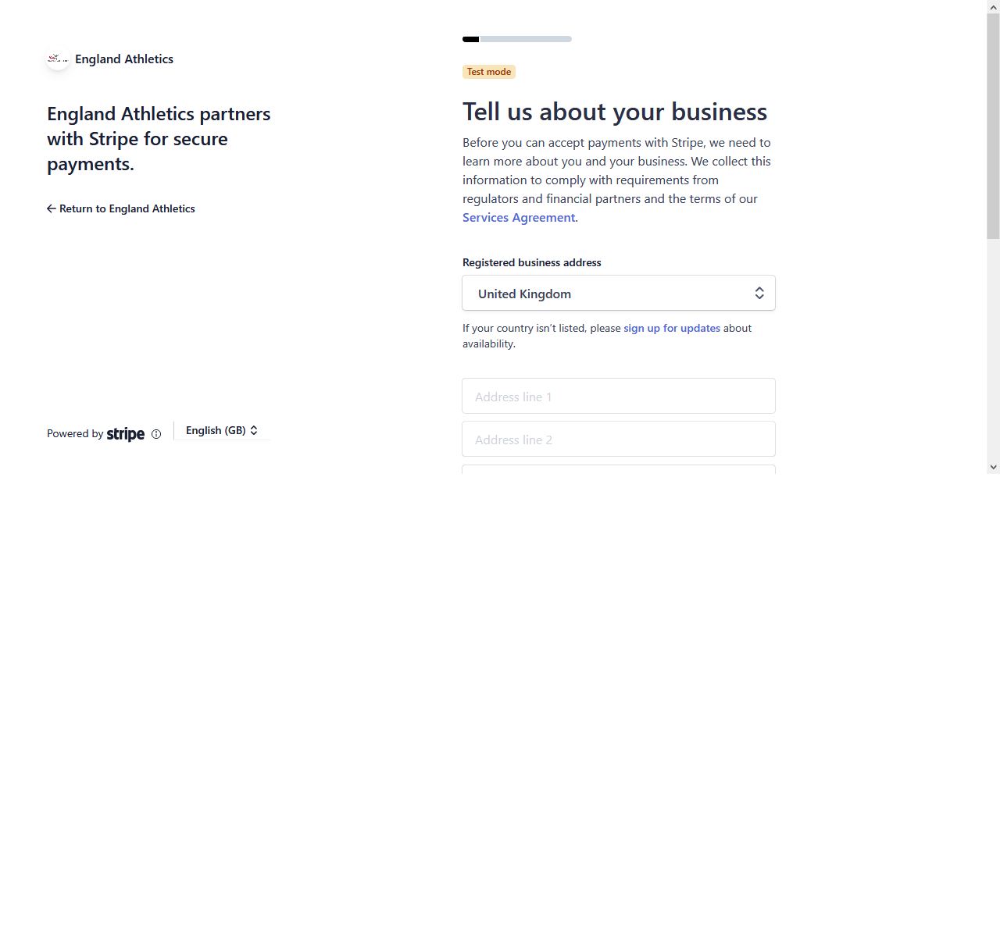 England Athletics
England Athletics partners
with Stripe for secure
payments.
Return to England Athletics
Powered by stripe
English (GB)
Test mode
Tell us about your business
Before you can accept payments with Stripe, we need to
learn more about you and your business. We collect this
information to comply with requirements from
regulators and financial partners and the terms of our
Services Agreement.
Registered business address
United Kingdom
If your country isn’t listed, please sign up for updates about
availability.
Address line 1
Address line 2